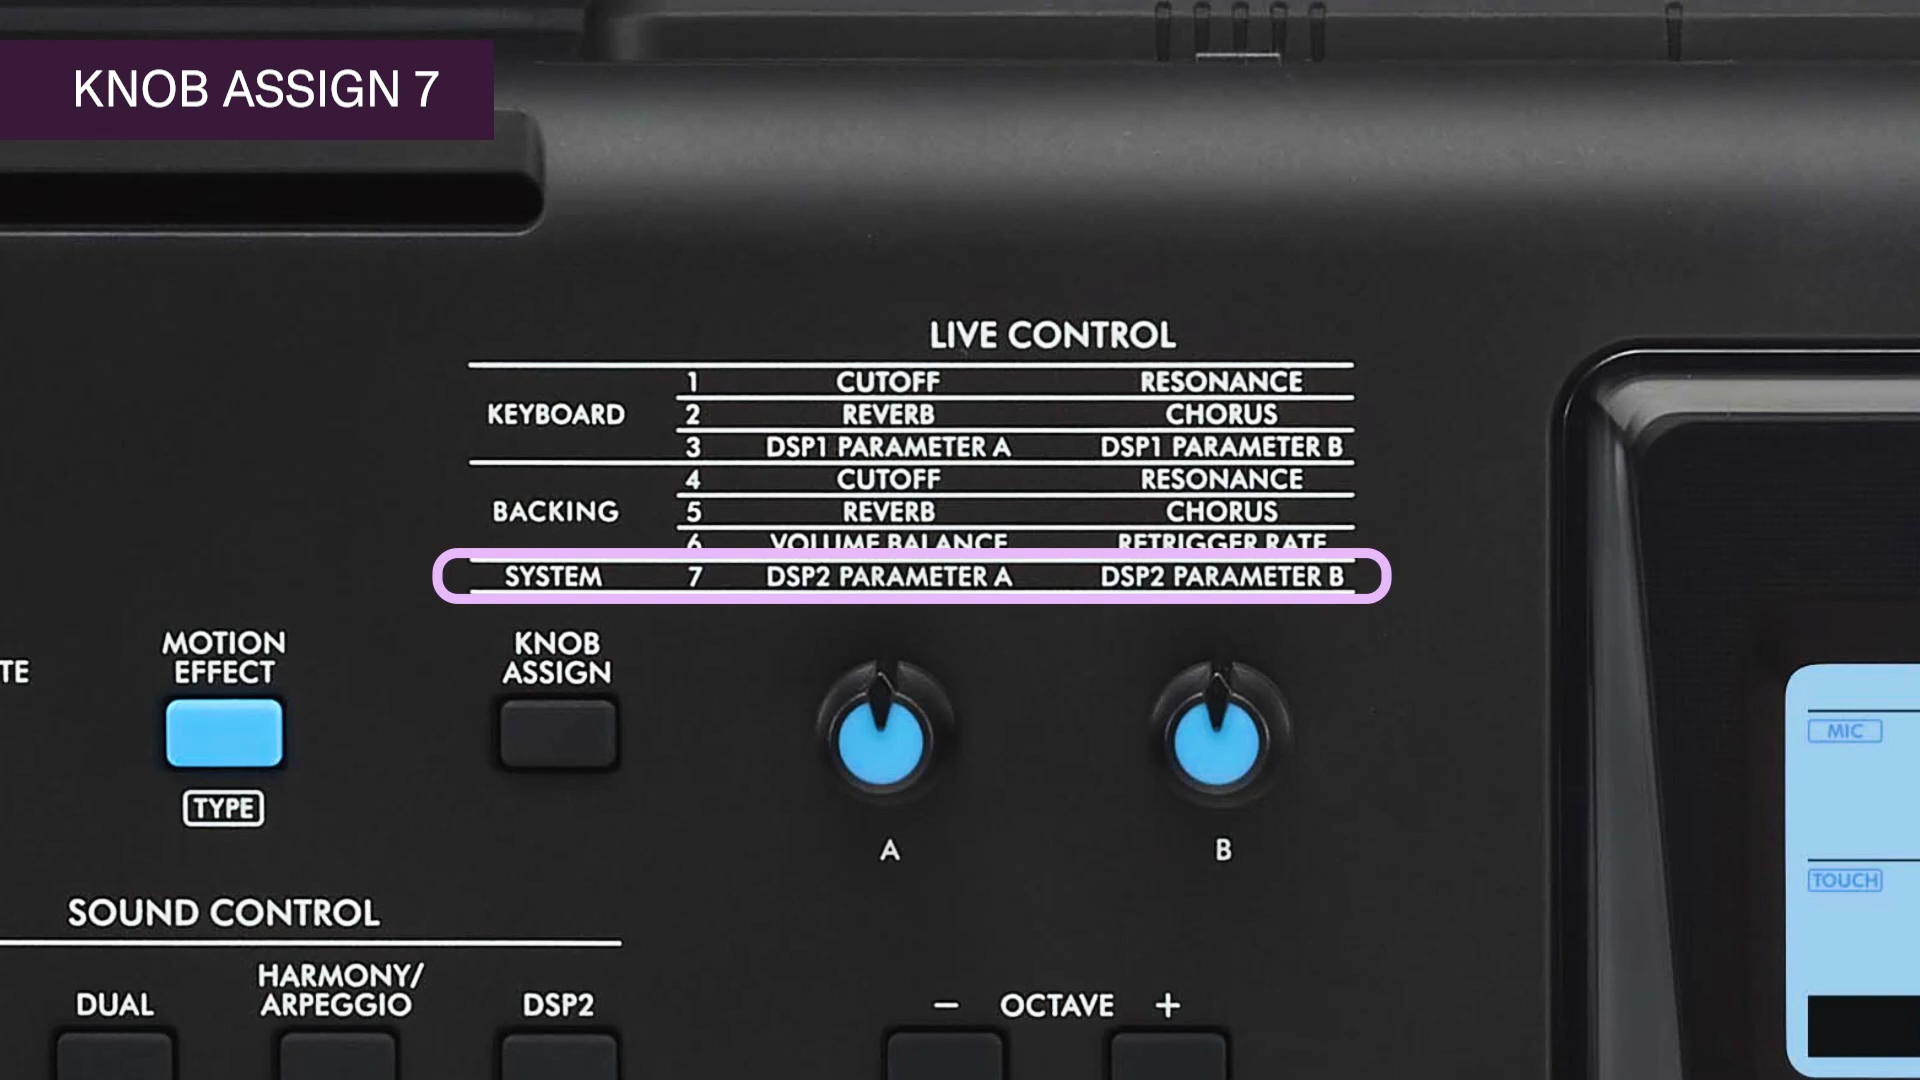 KNOB ASSIGN 7
LIVE CONTROL
1 CUTOFF RESONANCE
KEYBOARD 2 REVERB CHORUS
3 DSP1 PARAMETER A DSP1 PARAMETER B
4 CUTOFF RESONANCE
BACKING 5 REVERB CHORUS
6 VOLUME BALANCE RETRIGGER RATE
SYSTEM 7 DSP2 PARAMETER A DSP2 PARAMETER B
TE
MOTION
EFFECT
TYPE
KNOB
ASSIGN
A
B
MIC
TOUCH
SOUND CONTROL
DUAL
HARMONY/
ARPEGGIO
DSP2
− OCTAVE +